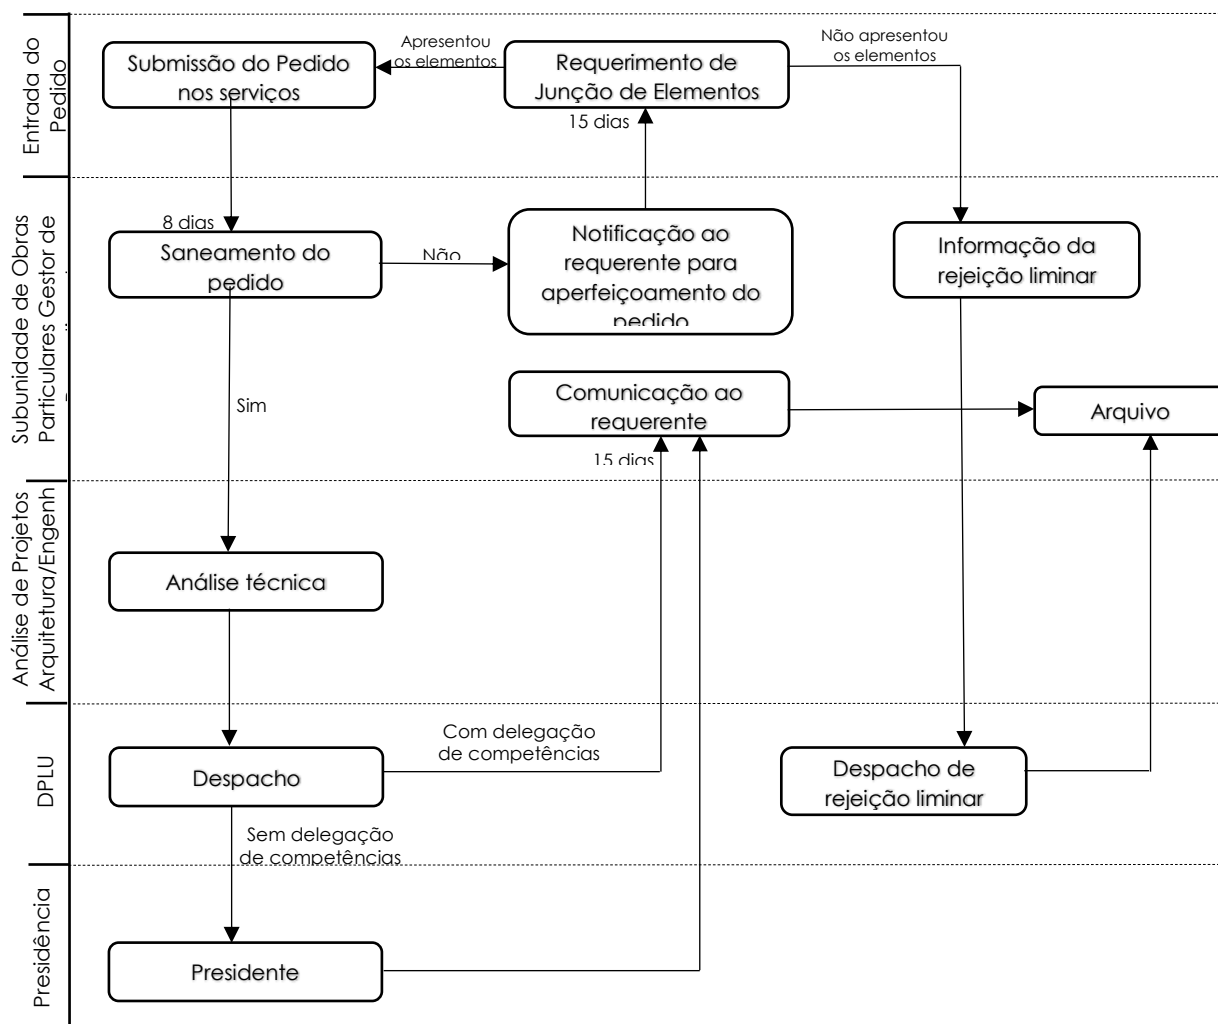 Entrada do
Pedido
Submissão do Pedido
nos serviços
Apresentou
os elementos
Requerimento de
Junção de Elementos
Não apresentou
os elementos
15 dias
Subunidade de Obras
Particulares Gestor de
8 dias
Saneamento do
pedido
Não
Notificação ao
requerente para
aperfeiçoamento do
pedido
Informação da
rejeição liminar
Sim
Comunicação ao
requerente
15 dias
Arquivo
Análise de Projetos
Arquitetura/Engenh
Análise técnica
DPLU
Despacho
Com delegação
de competências
Despacho de
rejeição liminar
Sem delegação
de competências
Presidência
Presidente